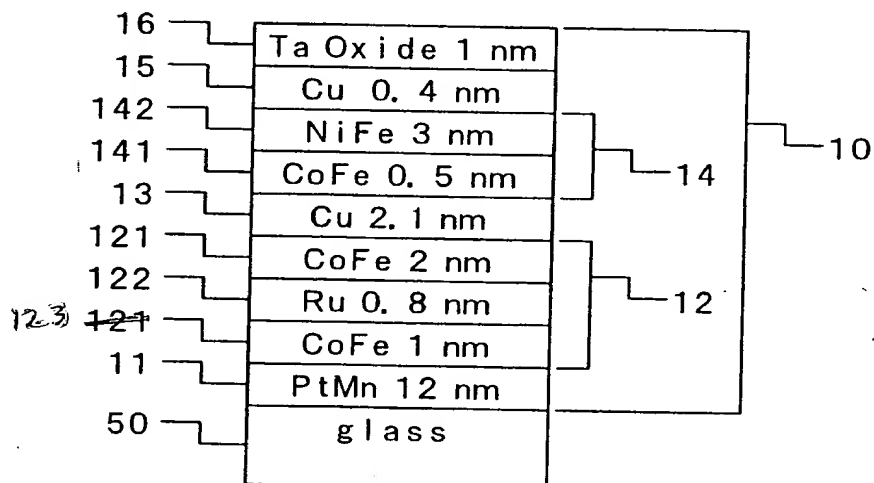 16 Ta Oxide 1 nm
15 Cu 0.4 nm
142 NiFe 3 nm
10
141 CoFe 0.5 nm
14
13 Cu 2.1 nm
121 CoFe 2 nm
122 Ru 0.8 nm
12
123 121 CoFe 1 nm
11 PtMn 12 nm
50 glass